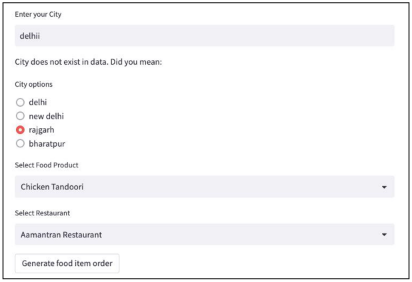 Enter your City
delhii
City does not exist in data. Did you mean:
City options
delhi
new delhi
rajgarh
bharatpur
Select Food Product
Chicken Tandoori
Select Restaurant
Aamantran Restaurant
Generate food item order